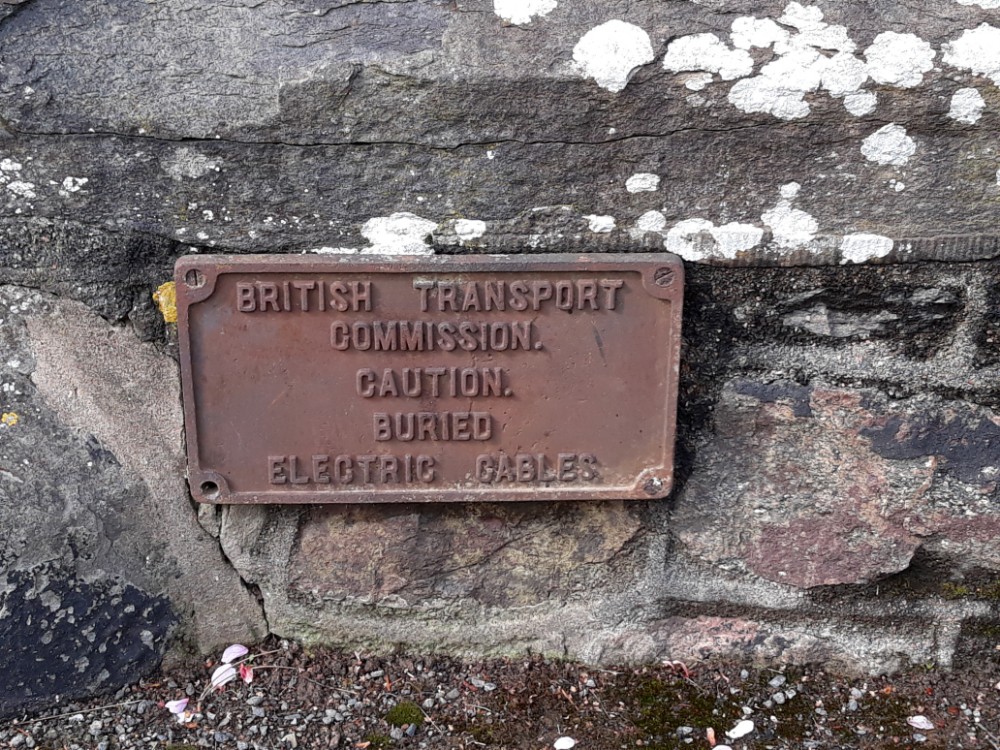 BRITISH TRANSPORT
COMMISSION.
CAUTION.
BURIED
ELECTRIC CABLES